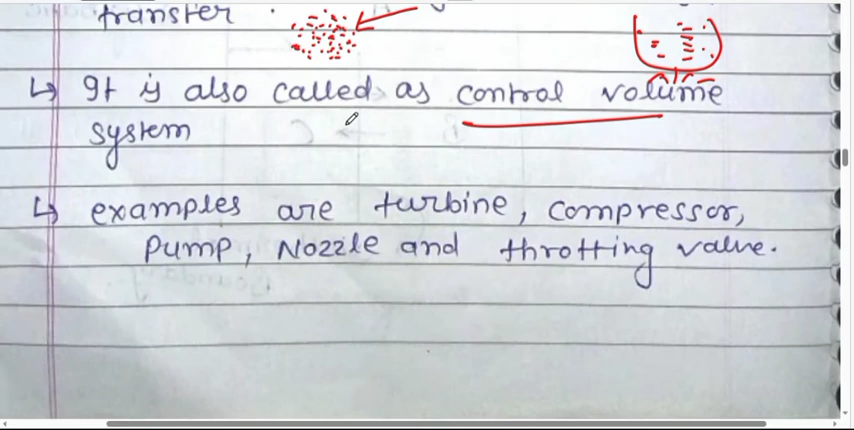 transfer
↳ It is also called as control volume
system
↳ examples are turbine, compressor,
pump, Nozzle and throtting valve.